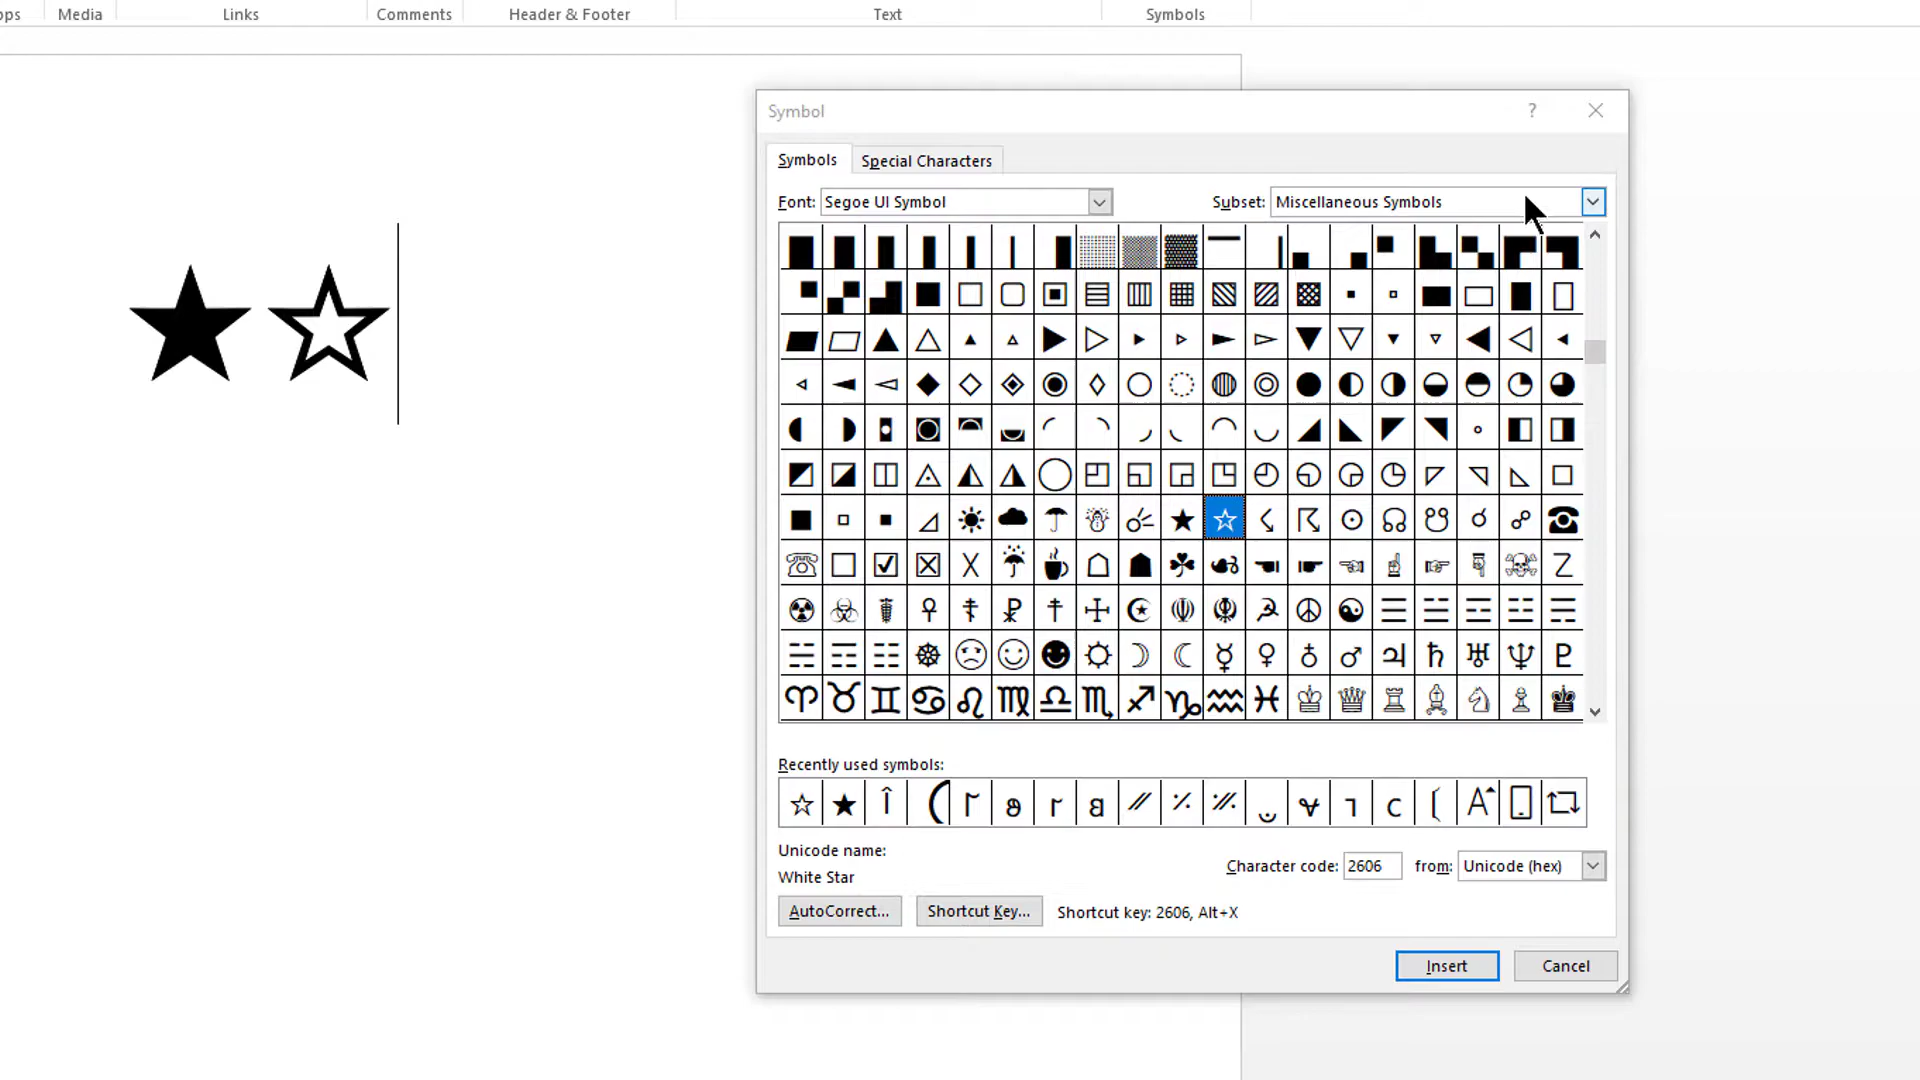 ops Media Links Comments Header & Footer Text Symbols
★☆
Symbol ?
Symbols Special Characters
Font: Segoe UI Symbol Subset: Miscellaneous Symbols
Recently used symbols:
Unicode name:
White Star
Character code: 2606 from: Unicode (hex)
AutoCorrect... Shortcut Key... Shortcut key: 2606, Alt+X
Insert Cancel